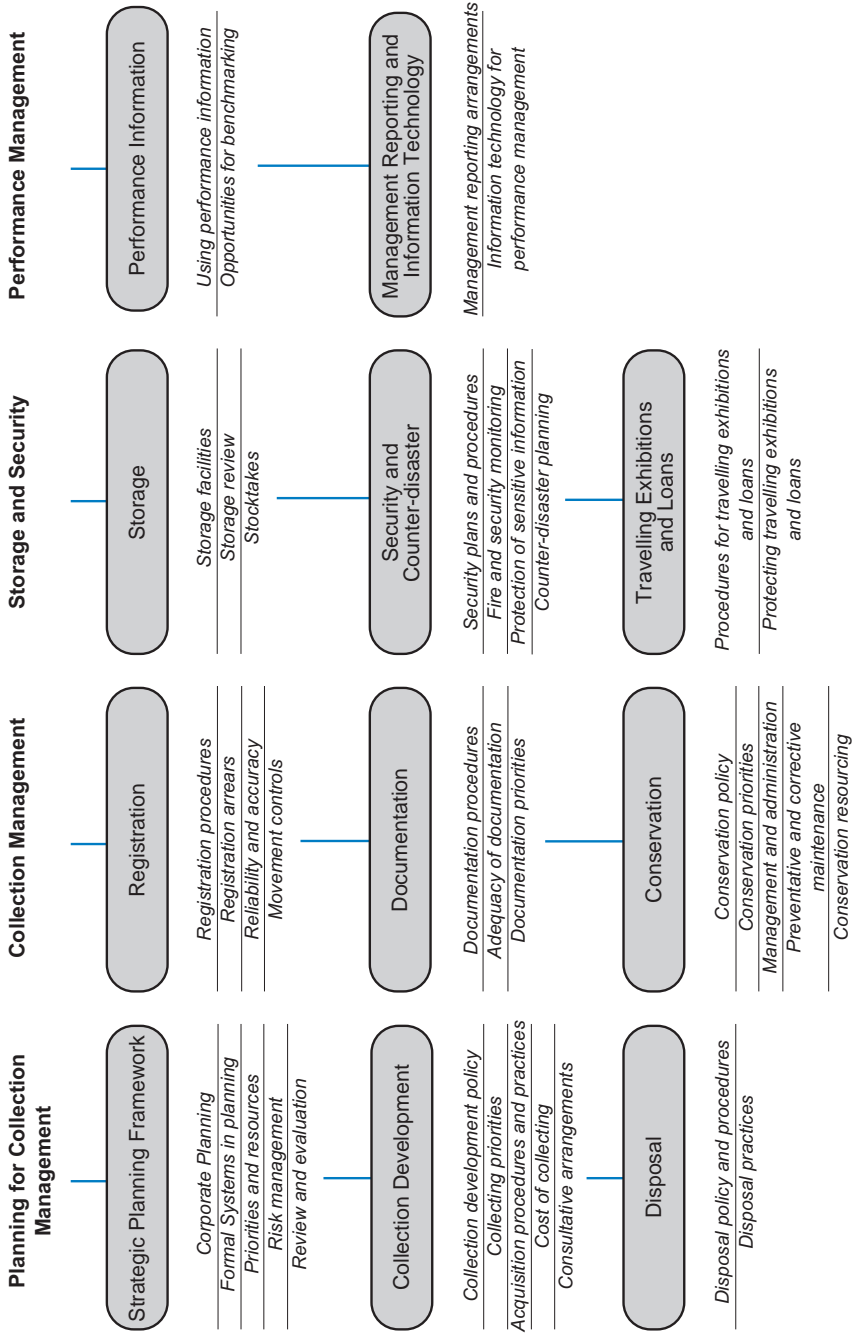 Planning for Collection
Management
Strategic Planning Framework
Corporate Planning
Formal Systems in planning
Priorities and resources
Risk management
Review and evaluation
Collection Development
Collection development policy
Collecting priorities
Acquisition procedures and practices
Cost of collecting
Consultative arrangements
Disposal
Disposal policy and procedures
Disposal practices
Collection Management
Registration
Registration procedures
Registration arrears
Reliability and accuracy
Movement controls
Documentation
Documentation procedures
Adequacy of documentation
Documentation priorities
Conservation
Conservation policy
Conservation priorities
Management and administration
Preventative and corrective
maintenance
Conservation resourcing
Storage and Security
Storage
Storage facilities
Storage review
Stocktakes
Security and
Counter-disaster
Security plans and procedures
Fire and security monitoring
Protection of sensitive information
Counter-disaster planning
Travelling Exhibitions
and Loans
Procedures for travelling exhibitions
and loans
Protecting travelling exhibitions
and loans
Performance Management
Performance Information
Using performance information
Opportunities for benchmarking
Management Reporting and
Information Technology
Management reporting arrangements
Information technology for
performance management